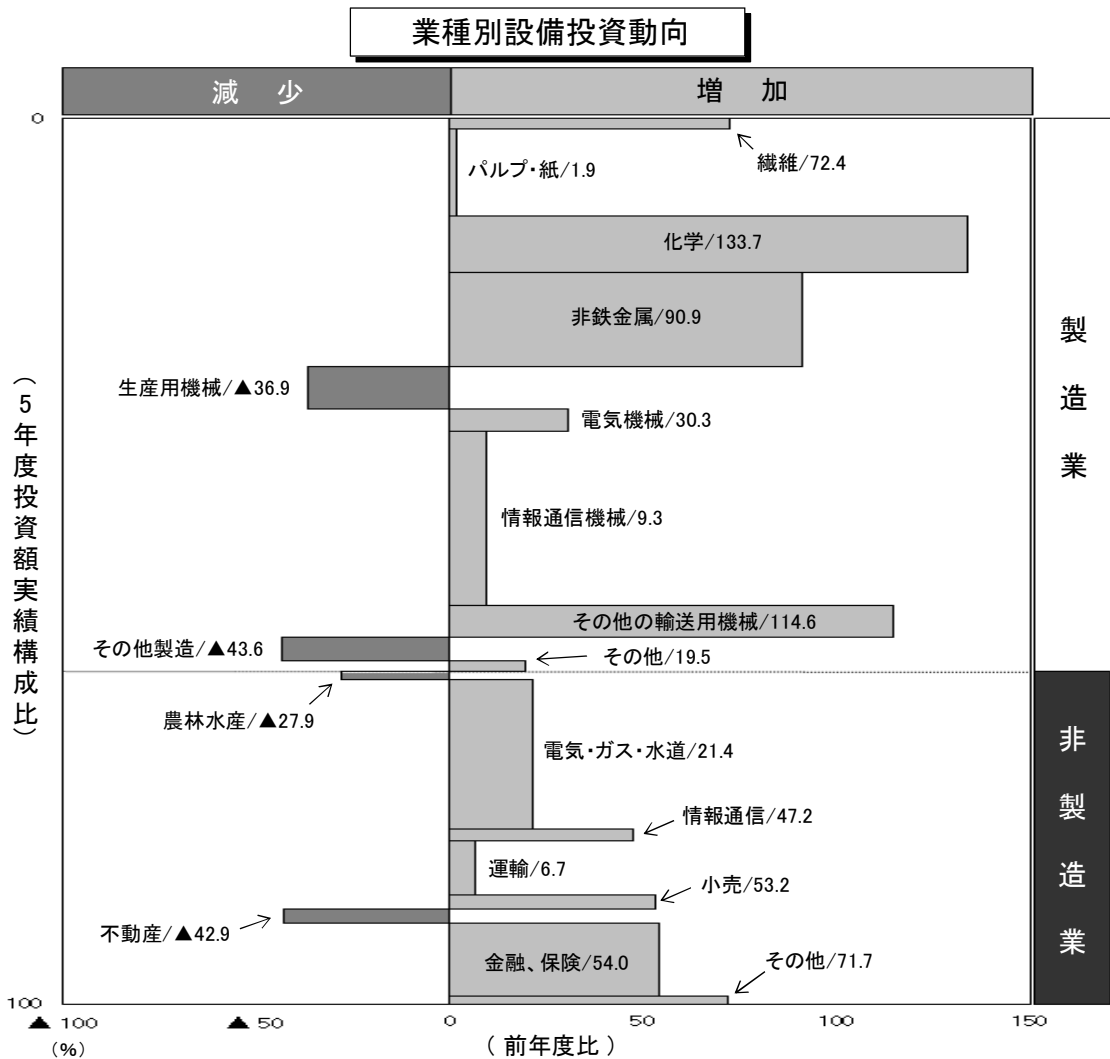 業種別設備投資動向
減 少
増 加
0
繊維/72.4
パルプ・紙/1.9
化学/133.7
非鉄金属/90.9
生産用機械/▲36.9
電気機械/30.3
情報通信機械/9.3
その他の輸送用機械/114.6
その他製造/▲43.6
その他/19.5
農林水産/▲27.9
電気・ガス・水道/21.4
情報通信/47.2
運輸/6.7
小売/53.2
不動産/▲42.9
金融、保険/54.0
その他/71.7
製造業
非製造業
(5年度投資額実績構成比)
100
▲ 100
▲ 50
0
50
100
150
(%)
( 前年度比 )